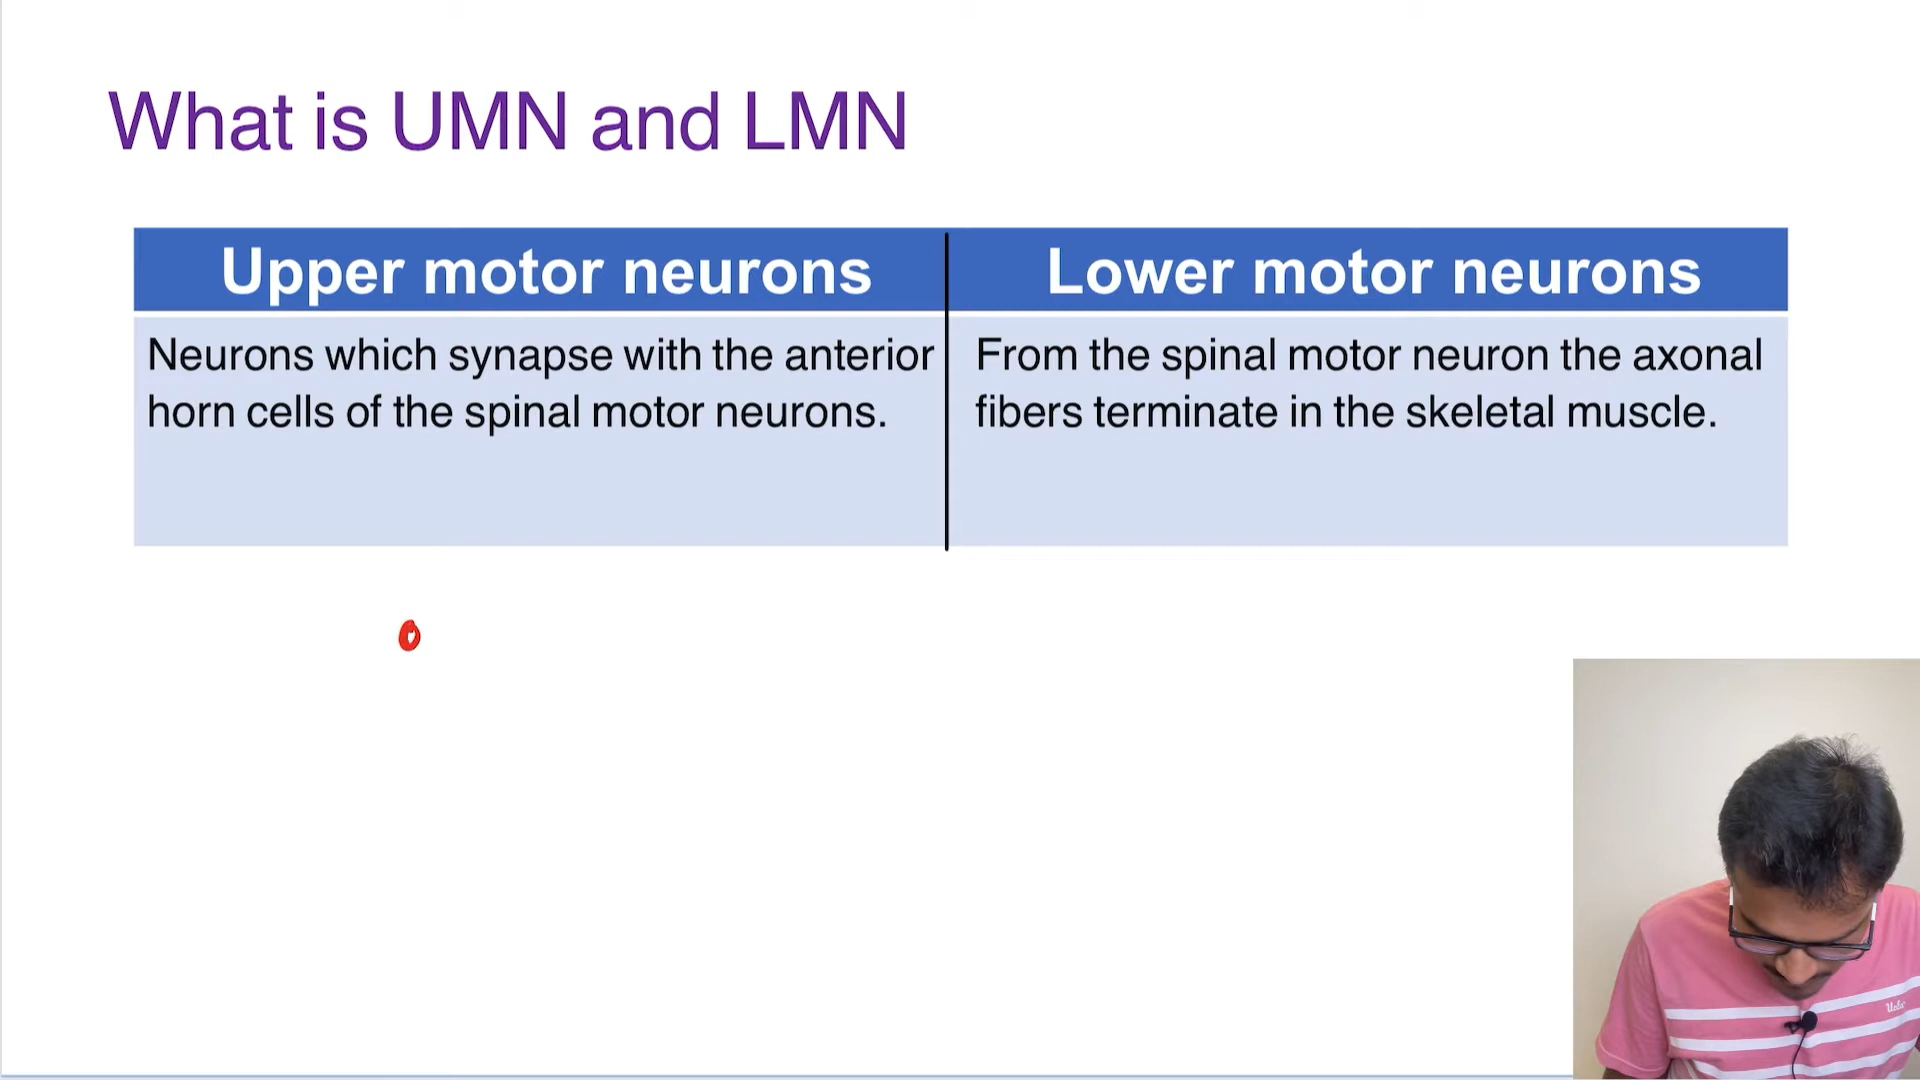 What is UMN and LMN
Upper motor neurons
Lower motor neurons
Neurons which synapse with the anterior
horn cells of the spinal motor neurons.
From the spinal motor neuron the axonal
fibers terminate in the skeletal muscle.